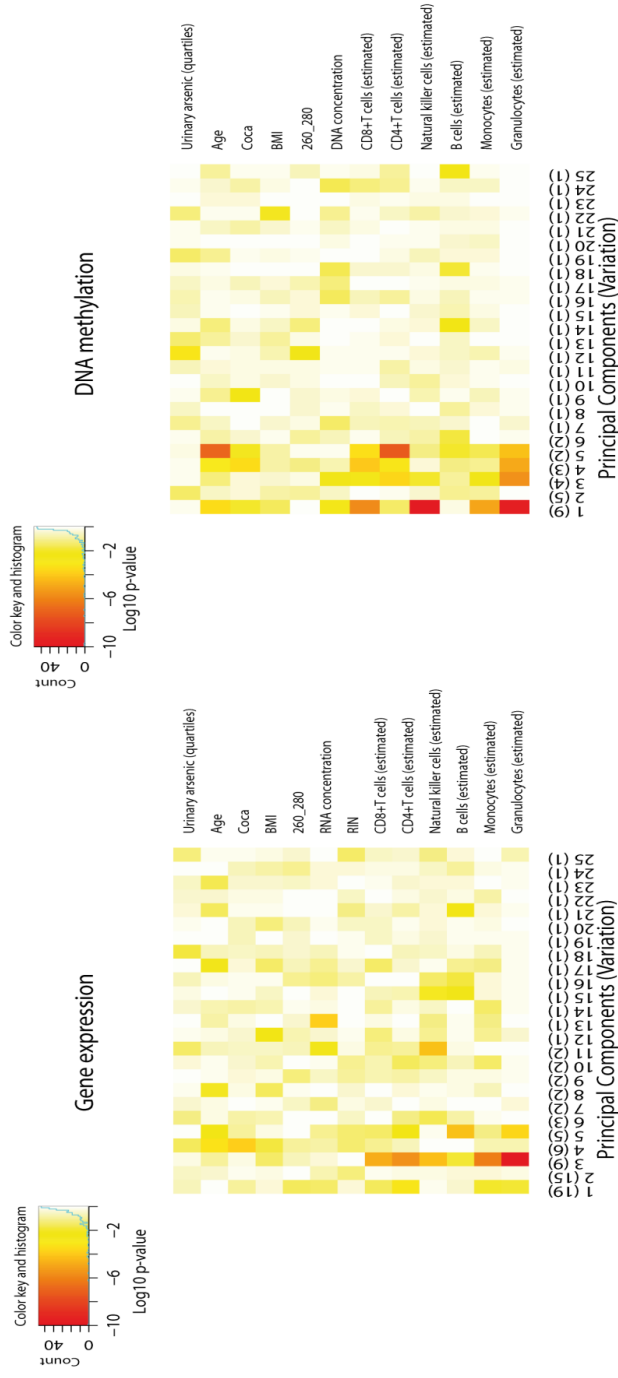 Color key and histogram
Count
0 40
−10 −6 −2
Log10 p-value
Gene expression
Urinary arsenic (quartiles)
Age
Coca
BMI
260_280
RNA concentration
RIN
CD8+T cells (estimated)
CD4+T cells (estimated)
Natural killer cells (estimated)
B cells (estimated)
Monocytes (estimated)
Granulocytes (estimated)
1 (19)
2 (15)
3 (9)
4 (6)
5 (5)
6 (3)
7 (2)
8 (2)
9 (2)
10 (2)
11 (2)
12 (1)
13 (1)
14 (1)
15 (1)
16 (1)
17 (1)
18 (1)
19 (1)
20 (1)
21 (1)
22 (1)
23 (1)
24 (1)
25 (1)
Principal Components (Variation)
Color key and histogram
Count
0 40
−10 −6 −2
Log10 p-value
DNA methylation
Urinary arsenic (quartiles)
Age
Coca
BMI
260_280
DNA concentration
CD8+T cells (estimated)
CD4+T cells (estimated)
Natural killer cells (estimated)
B cells (estimated)
Monocytes (estimated)
Granulocytes (estimated)
1 (9)
2 (5)
3 (4)
4 (3)
5 (2)
6 (2)
7 (1)
8 (1)
9 (1)
10 (1)
11 (1)
12 (1)
13 (1)
14 (1)
15 (1)
16 (1)
17 (1)
18 (1)
19 (1)
20 (1)
21 (1)
22 (1)
23 (1)
24 (1)
25 (1)
Principal Components (Variation)